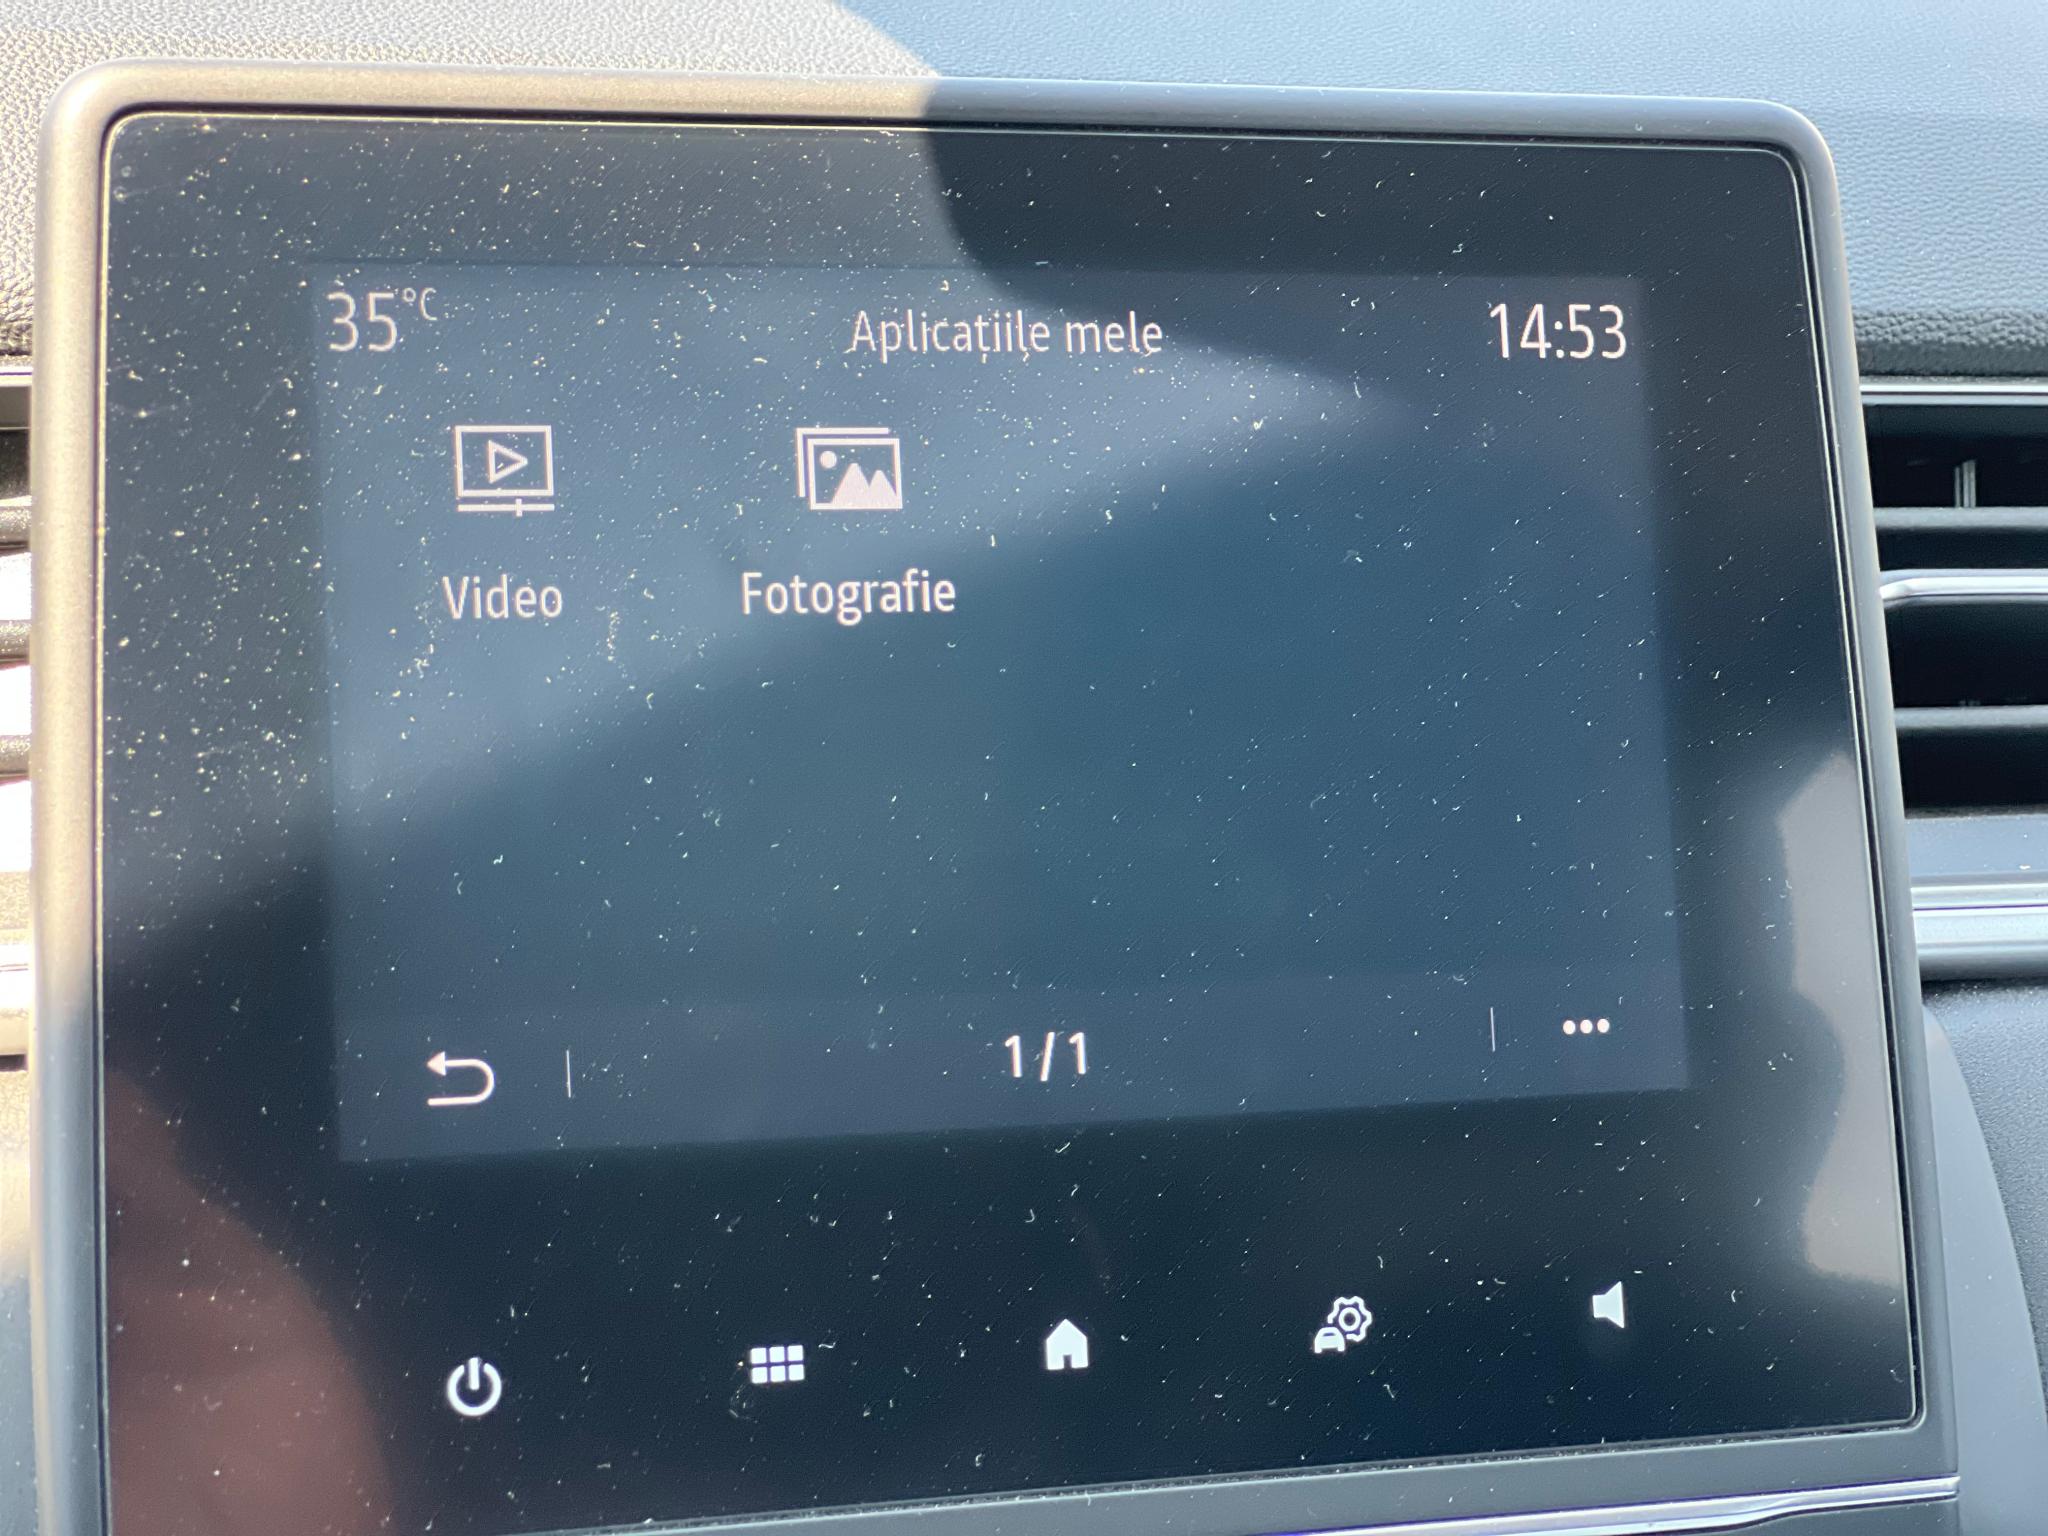 35°C
Aplicațiile mele
14:53
Video
Fotografie
1/1